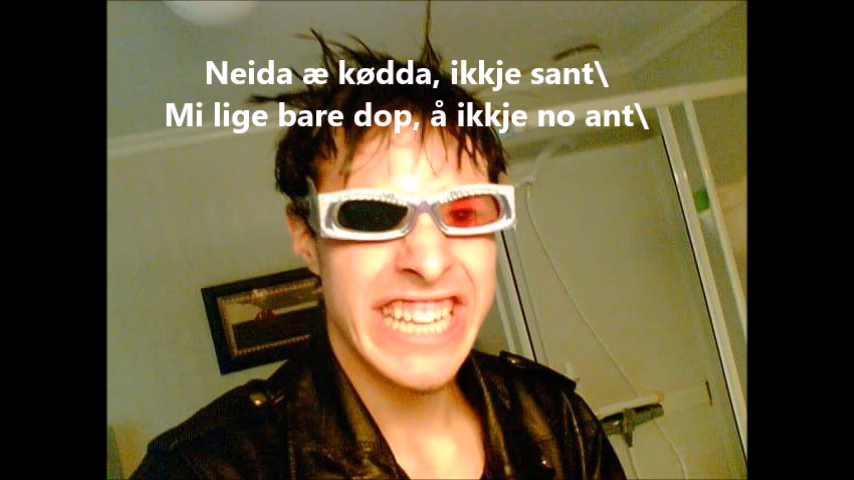 Neida æ kødda, ikkje sant\
Mi lige bare dop, å ikkje no ant\